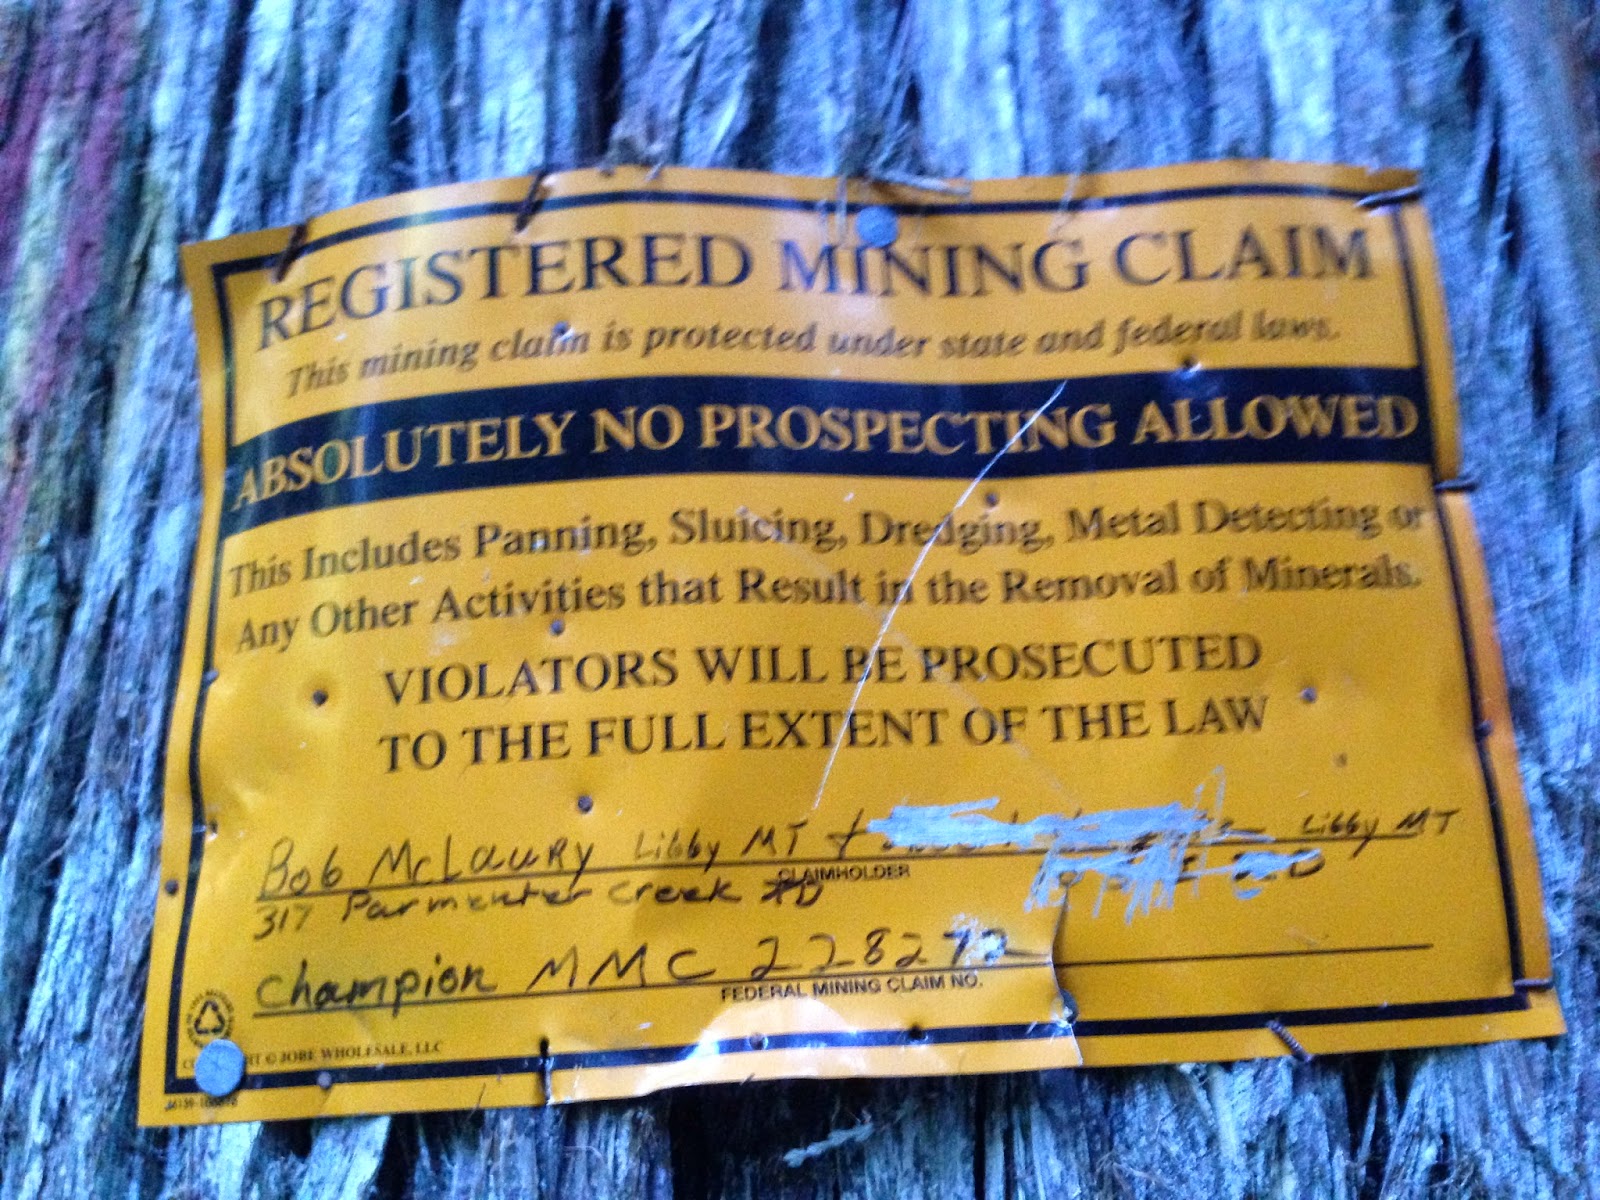 REGISTERED MINING CLAIM
This mining claim is protected under state and federal laws.
ABSOLUTELY NO PROSPECTING ALLOWED
This Includes Panning, Sluicing, Dredging, Metal Detecting or
Any Other Activities that Result in the Removal of Minerals.
VIOLATORS WILL BE PROSECUTED
TO THE FULL EXTENT OF THE LAW
Bob McLaury Libby MT + Libby MT
CLAIMHOLDER
317 Parmenter Creek RD
Champion MMC 228272
FEDERAL MINING CLAIM NO.
© JOBE WHOLESALE, LLC